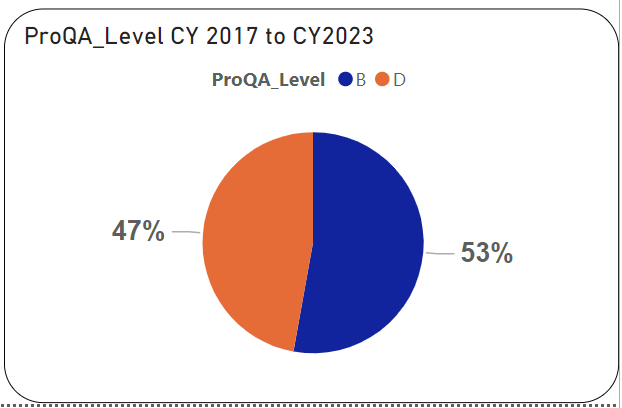 ProQA_Level CY 2017 to CY2023
ProQA_Level B D
47%
53%